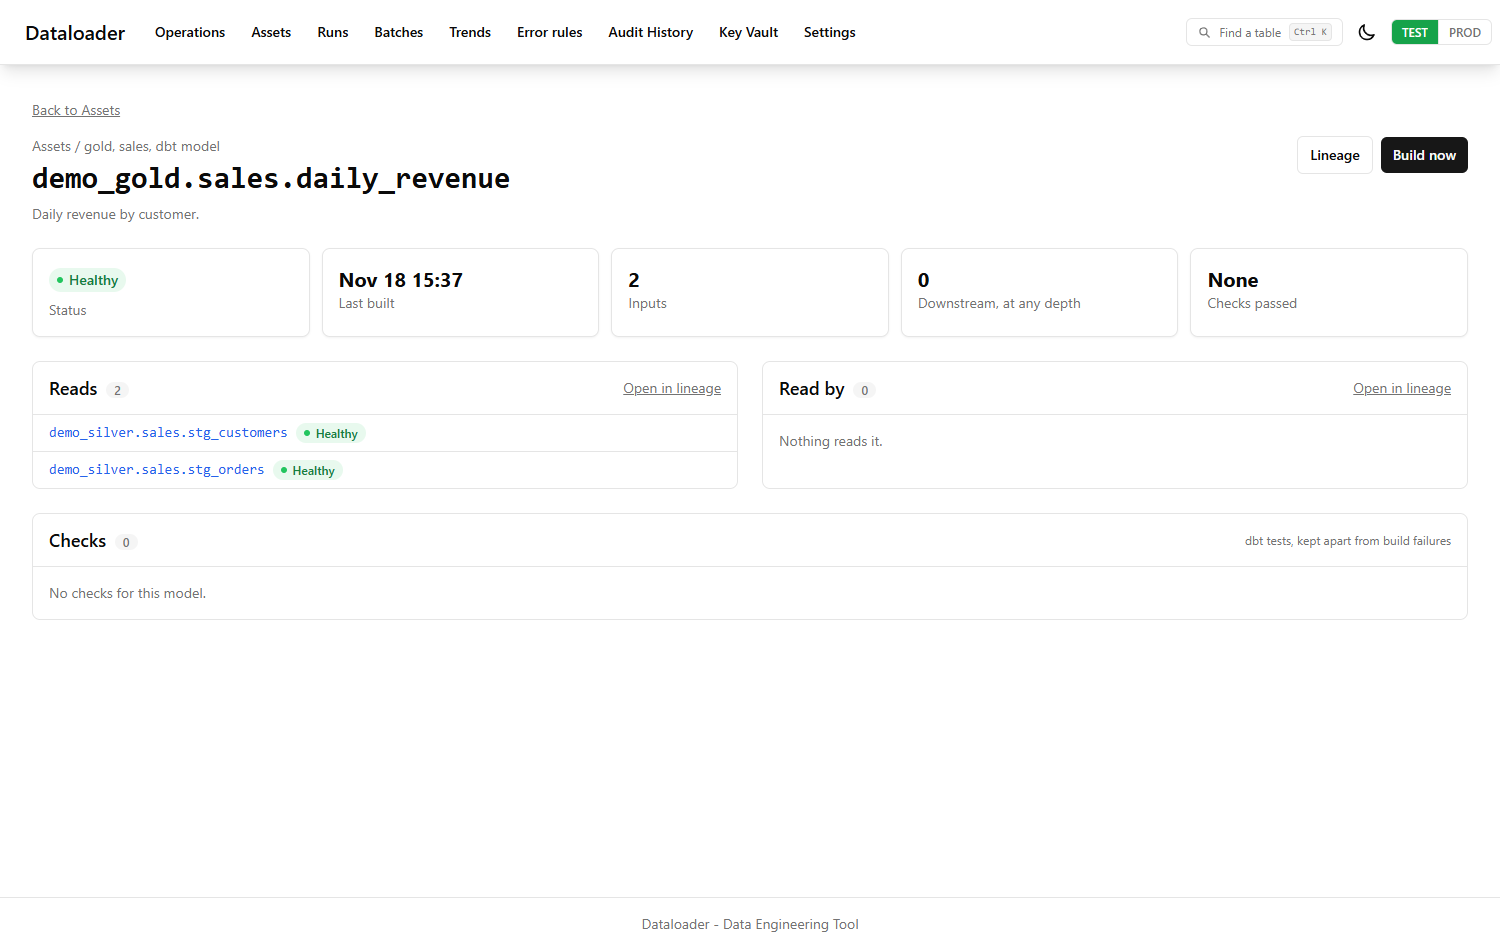 Dataloader Operations Assets Runs Batches Trends Error rules Audit History Key Vault Settings Find a table Ctrl K TEST PROD
Back to Assets
Assets / gold, sales, dbt model
Lineage Build now
demo_gold.sales.daily_revenue
Daily revenue by customer.
Healthy
Status
Nov 18 15:37
Last built
2
Inputs
0
Downstream, at any depth
None
Checks passed
Reads 2 Open in lineage
demo_silver.sales.stg_customers Healthy
demo_silver.sales.stg_orders Healthy
Read by 0 Open in lineage
Nothing reads it.
Checks 0 dbt tests, kept apart from build failures
No checks for this model.
Dataloader - Data Engineering Tool